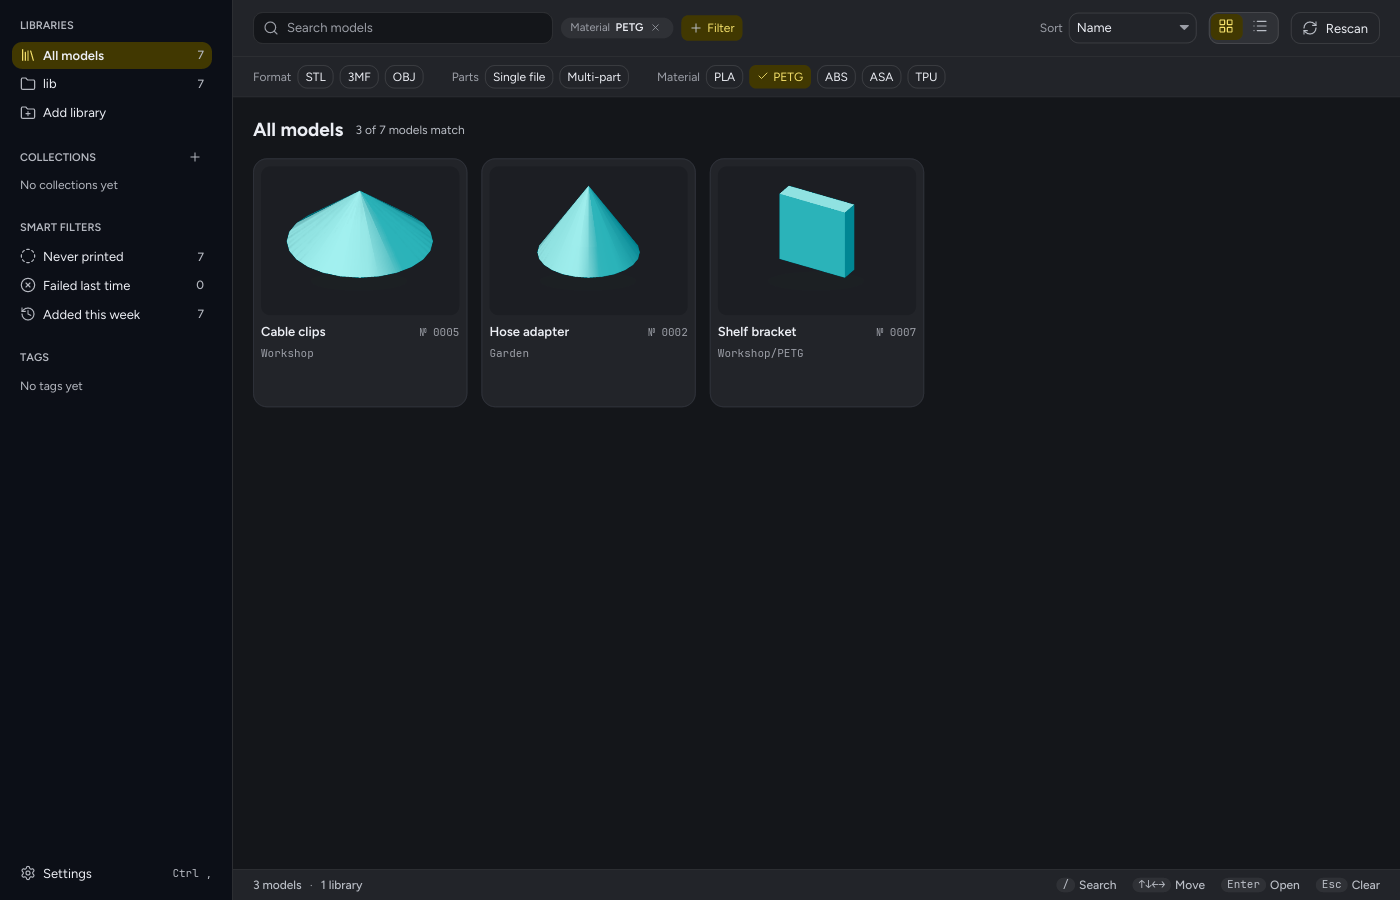 LIBRARIES
All models 7
lib 7
Add library
COLLECTIONS
No collections yet
SMART FILTERS
Never printed 7
Failed last time 0
Added this week 7
TAGS
No tags yet
Settings Ctrl ,
Search models
Material PETG
Filter
Sort Name
Rescan
Format STL 3MF OBJ Parts Single file Multi-part Material PLA PETG ABS ASA TPU
All models 3 of 7 models match
Cable clips № 0005
Workshop
Hose adapter № 0002
Garden
Shelf bracket № 0007
Workshop/PETG
3 models · 1 library
/ Search ↑↓←→ Move Enter Open Esc Clear